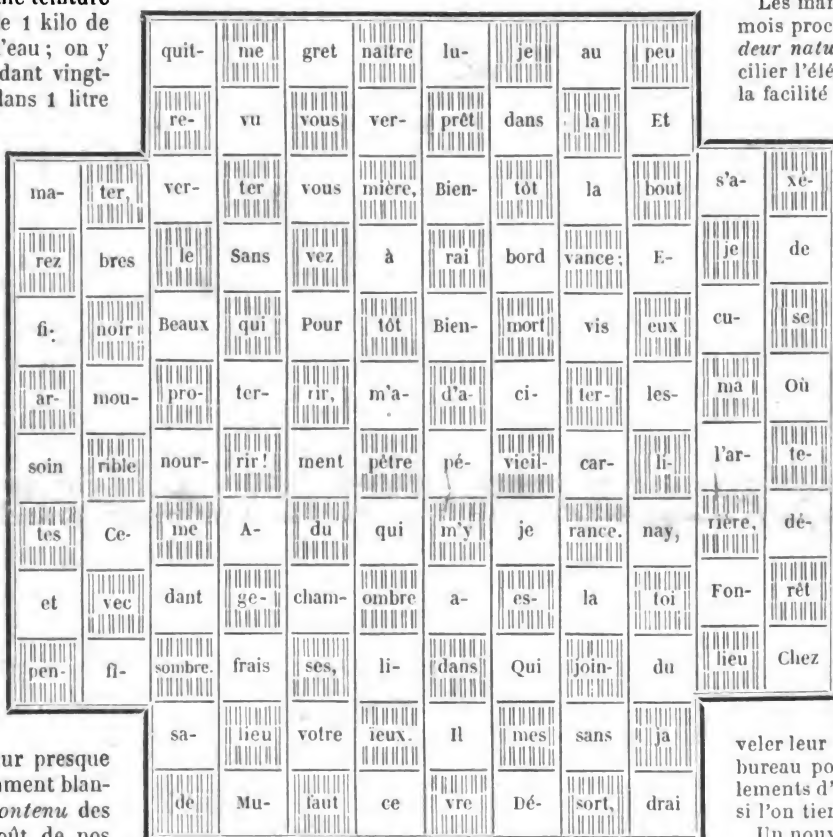 ne teinture
e 1 kilo de
'eau ; on y
dant vingt-
lans 1 litre
Les mar
mois proc
deur natu
cilier l'élé
la facilité
quit- me gret naître lu- je au peu
re- vu vous ver- prêt dans la Et
ma- ter, ver- ter vous mière, Bien- tôt la bout s'a- xé-
rez bres le Sans vez à rai bord vance ; E- je de
fi- noir Beaux qui Pour tôt Bien- mort vis eux cu- se
ar- mou- pro- ter- rir, m'a- d'a- ci- ter- les- ma Où
soin rible nour- rir ! ment pètre pé- vieil- car- li- l'ar- te-
tes Ce- me A- du qui m'y je rance. nay, rière, dé-
et vec dant ge- cham- ombre a- es- la toi Fon- rêt
pen- fi- sombre. frais ses, li- dans Qui join- du lieu Chez
sa- lieu votre ieux. Il mes sans ja
de Mu- faut ce vre Dé- sort, drai
ur presque
ament blan-
ontenu des
oût de nos
veler leur
bureau po
lements d'
si l'on tier
Un nouv